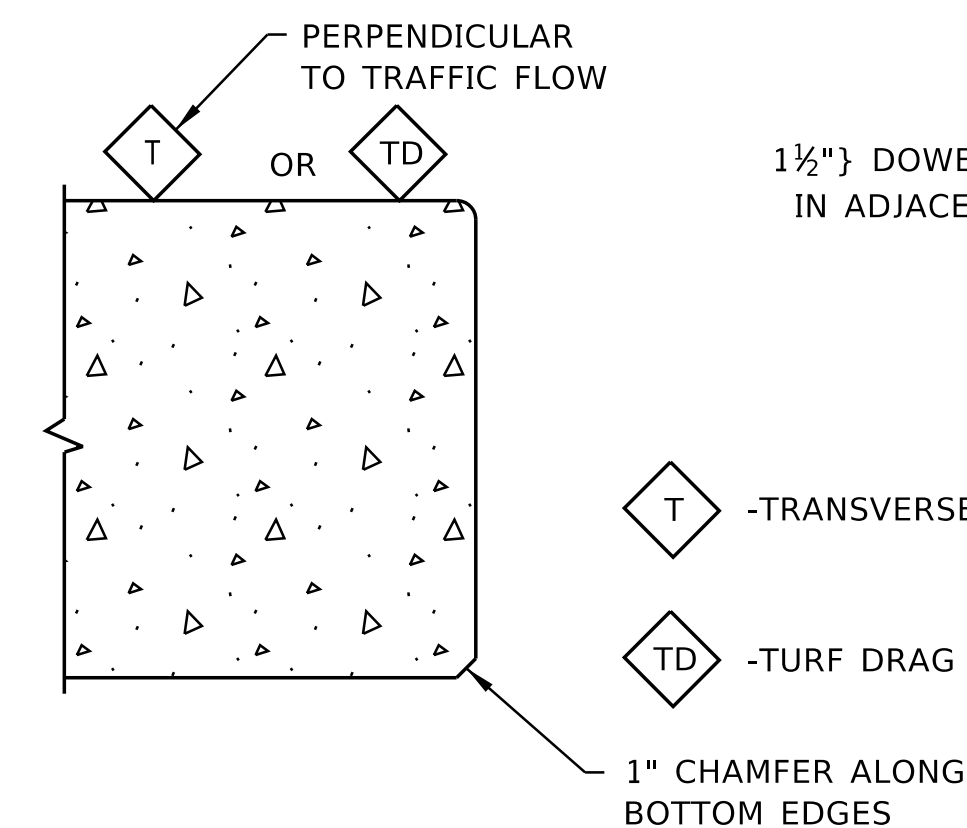 PERPENDICULAR
TO TRAFFIC FLOW
T OR TD
1½"} DOWE
IN ADJACE
T -TRANSVERSE
TD -TURF DRAG
1" CHAMFER ALONG
BOTTOM EDGES